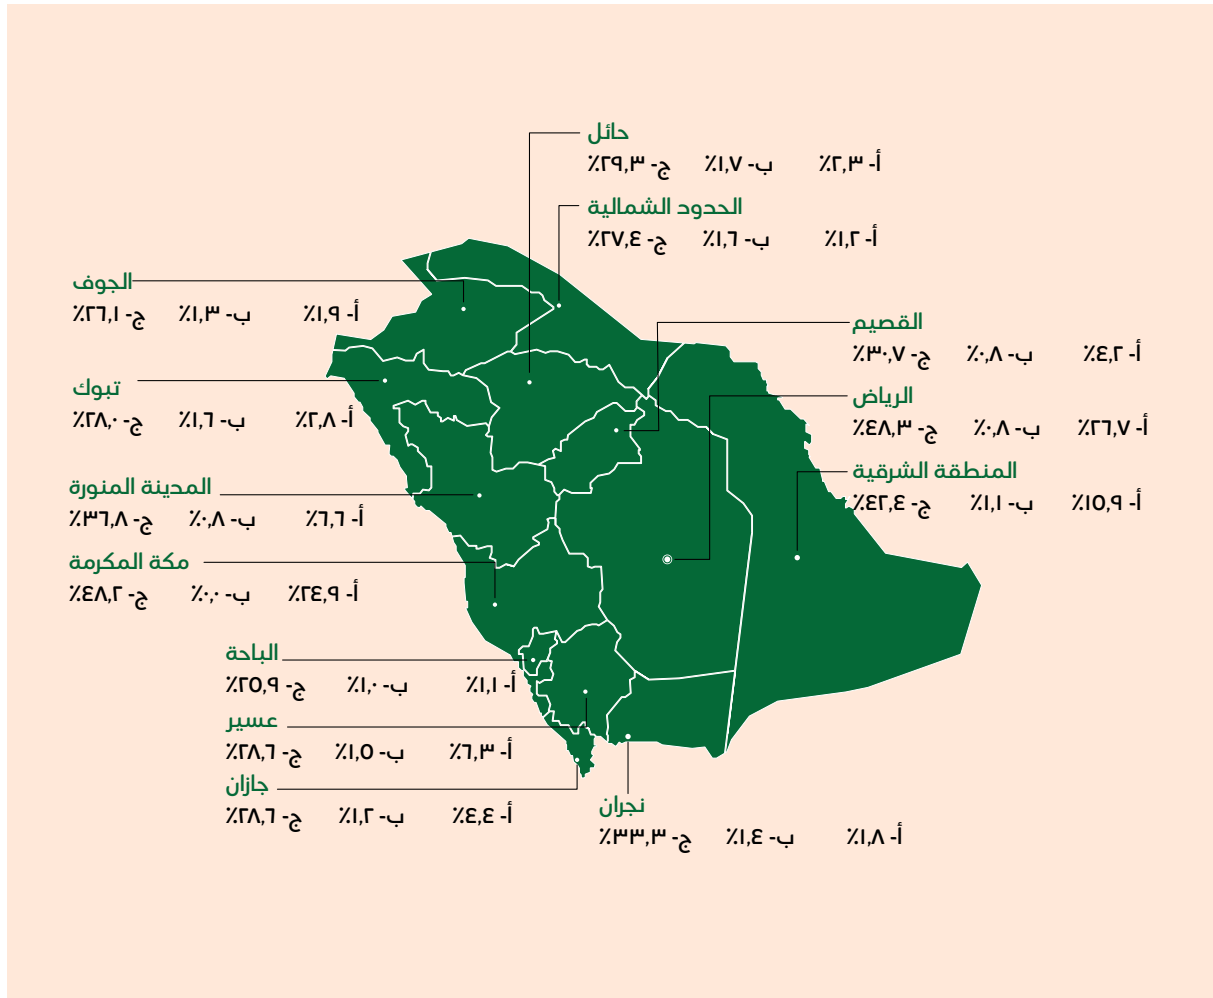 حائل
أ- ٢,٣٪ ب- ١,٧٪ ج- ٢٩,٣٪
الحدود الشمالية
أ- ١,٢٪ ب- ١,٦٪ ج- ٢٧,٤٪
الجوف
أ- ١,٩٪ ب- ١,٣٪ ج- ٢٦,١٪
القصيم
أ- ٤,٢٪ ب- ٠,٨٪ ج- ٣٠,٧٪
تبوك
أ- ٢,٨٪ ب- ١,٦٪ ج- ٢٨,٠٪
الرياض
أ- ٢٦,٧٪ ب- ٠,٨٪ ج- ٤٨,٣٪
المنطقة الشرقية
أ- ١٥,٩٪ ب- ١,١٪ ج- ٤٢,٤٪
المدينة المنورة
أ- ٦,٦٪ ب- ٠,٨٪ ج- ٣٦,٨٪
مكة المكرمة
أ- ٢٤,٩٪ ب- ٠,٠٪ ج- ٤٨,٢٪
الباحة
أ- ١,١٪ ب- ١,٠٪ ج- ٢٥,٩٪
عسير
أ- ٦,٣٪ ب- ١,٥٪ ج- ٢٨,٦٪
جازان
أ- ٤,٤٪ ب- ١,٢٪ ج- ٢٨,٦٪
نجران
أ- ١,٨٪ ب- ١,٤٪ ج- ٣٣,٣٪